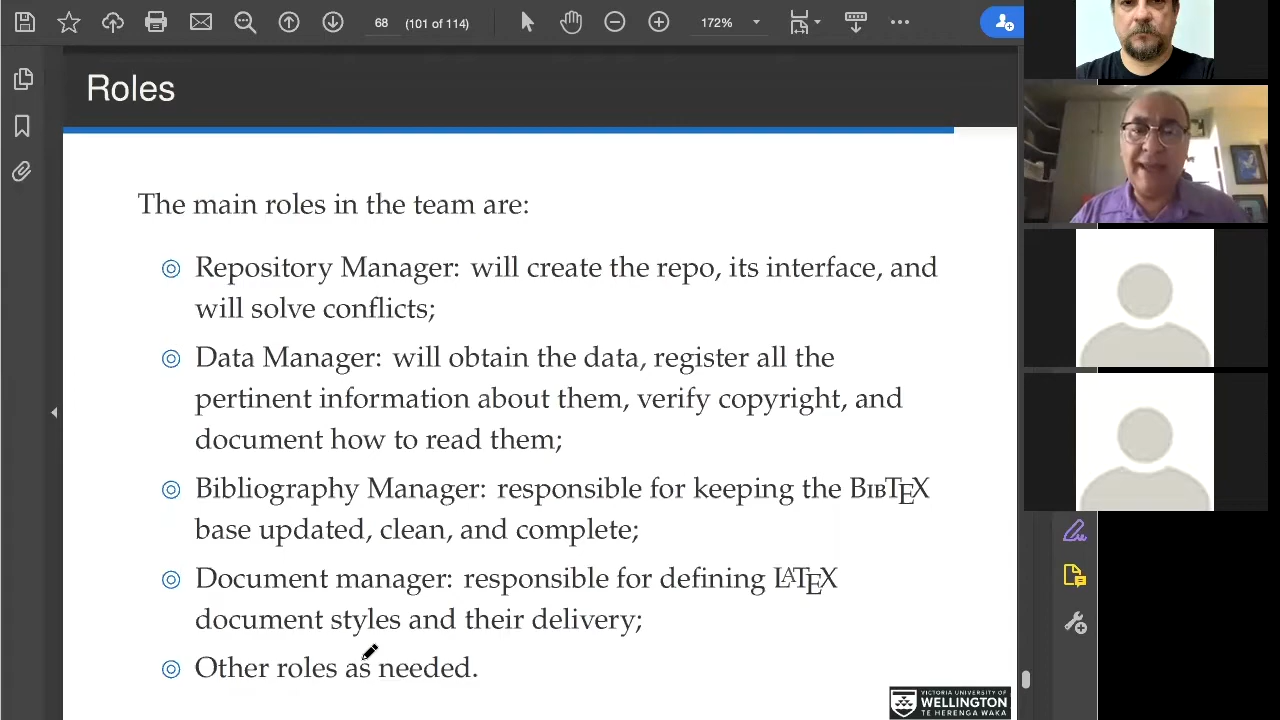 68 (101 of 114) 172%
Roles
The main roles in the team are:
Repository Manager: will create the repo, its interface, and
will solve conflicts;
Data Manager: will obtain the data, register all the
pertinent information about them, verify copyright, and
document how to read them;
Bibliography Manager: responsible for keeping the BIBTEX
base updated, clean, and complete;
Document manager: responsible for defining LATEX
document styles and their delivery;
Other roles as needed.
VICTORIA UNIVERSITY OF
WELLINGTON
TE HERENGA WAKA